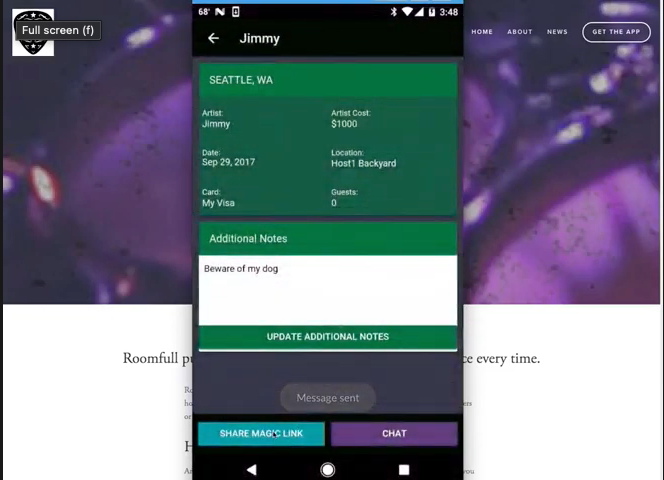 Full screen (f)
HOME ABOUT NEWS GET THE APP
68° 3:48
Jimmy
SEATTLE, WA
Artist: Artist Cost:
Jimmy $1000
Date: Location:
Sep 29, 2017 Host1 Backyard
Card: Guests:
My Visa 0
Additional Notes
Beware of my dog
UPDATE ADDITIONAL NOTES
Roomfull ce every time.
Message sent
SHARE MAGIC LINK CHAT